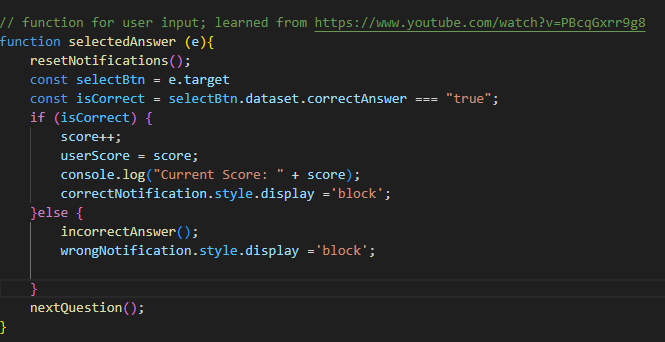 // function for user input; learned from https://www.youtube.com/watch?v=PBcqGxrr9g8
function selectedAnswer (e){
    resetNotifications();
    const selectBtn = e.target
    const isCorrect = selectBtn.dataset.correctAnswer === "true";
    if (isCorrect) {
        score++;
        userScore = score;
        console.log("Current Score: " + score);
        correctNotification.style.display ='block';
    }else {
        incorrectAnswer();
        wrongNotification.style.display ='block';
    }
    nextQuestion();
}